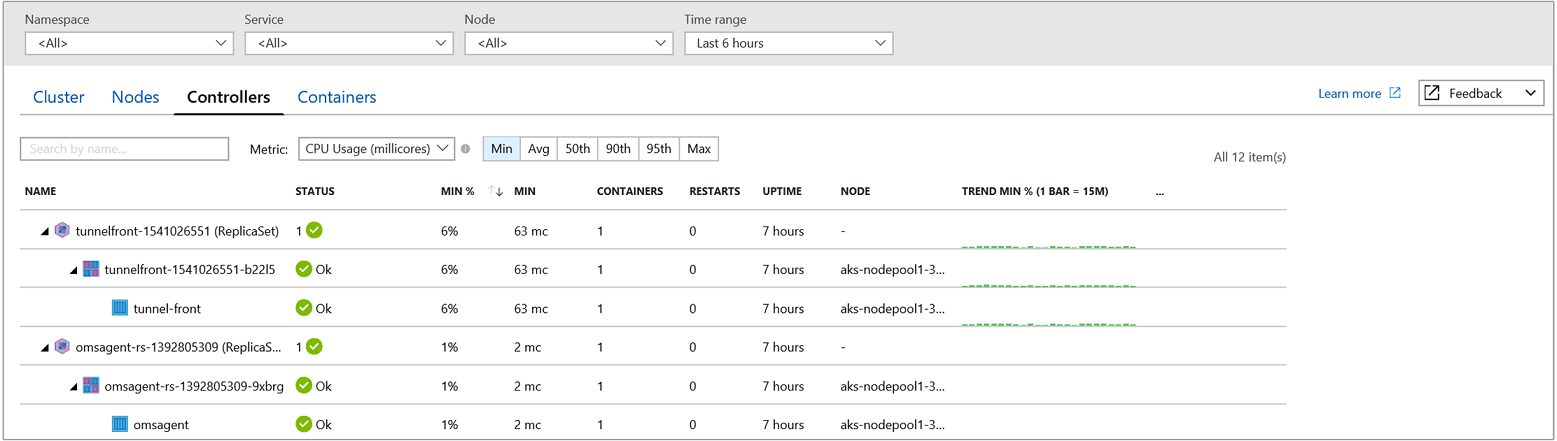 Namespace Service Node Time range
<All> <All> <All> Last 6 hours
Cluster Nodes Controllers Containers Learn more Feedback
Search by name... Metric: CPU Usage (millicores) Min Avg 50th 90th 95th Max
All 12 item(s)
NAME STATUS MIN % MIN CONTAINERS RESTARTS UPTIME NODE TREND MIN % (1 BAR = 15M) ...
tunnelfront-1541026551 (ReplicaSet) 1 6% 63 mc 1 0 7 hours -
tunnelfront-1541026551-b22l5 Ok 6% 63 mc 1 0 7 hours aks-nodepool1-3...
tunnel-front Ok 6% 63 mc 1 0 7 hours aks-nodepool1-3...
omsagent-rs-1392805309 (ReplicaS... 1 1% 2 mc 1 0 7 hours -
omsagent-rs-1392805309-9xbrg Ok 1% 2 mc 1 0 7 hours aks-nodepool1-3...
omsagent Ok 1% 2 mc 1 0 7 hours aks-nodepool1-3...